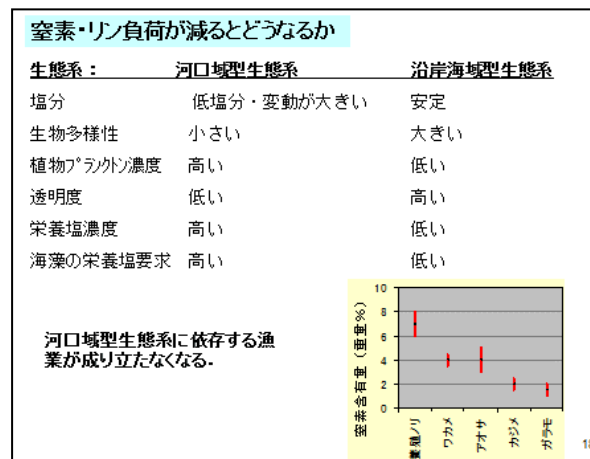 窒素・リン負荷が減るとどうなるか
生態系： 河口域型生態系 沿岸海域型生態系
塩分 低塩分・変動が大きい 安定
生物多様性 小さい 大きい
植物プランクトン濃度 高い 低い
透明度 低い 高い
栄養塩濃度 高い 低い
海藻の栄養塩要求 高い 低い
河口域型生態系に依存する漁
業が成り立たなくなる.
窒素含有量（重量%）
10
8
6
4
2
0
養殖ノリ
ワカメ
アオサ
カジメ
ガラモ